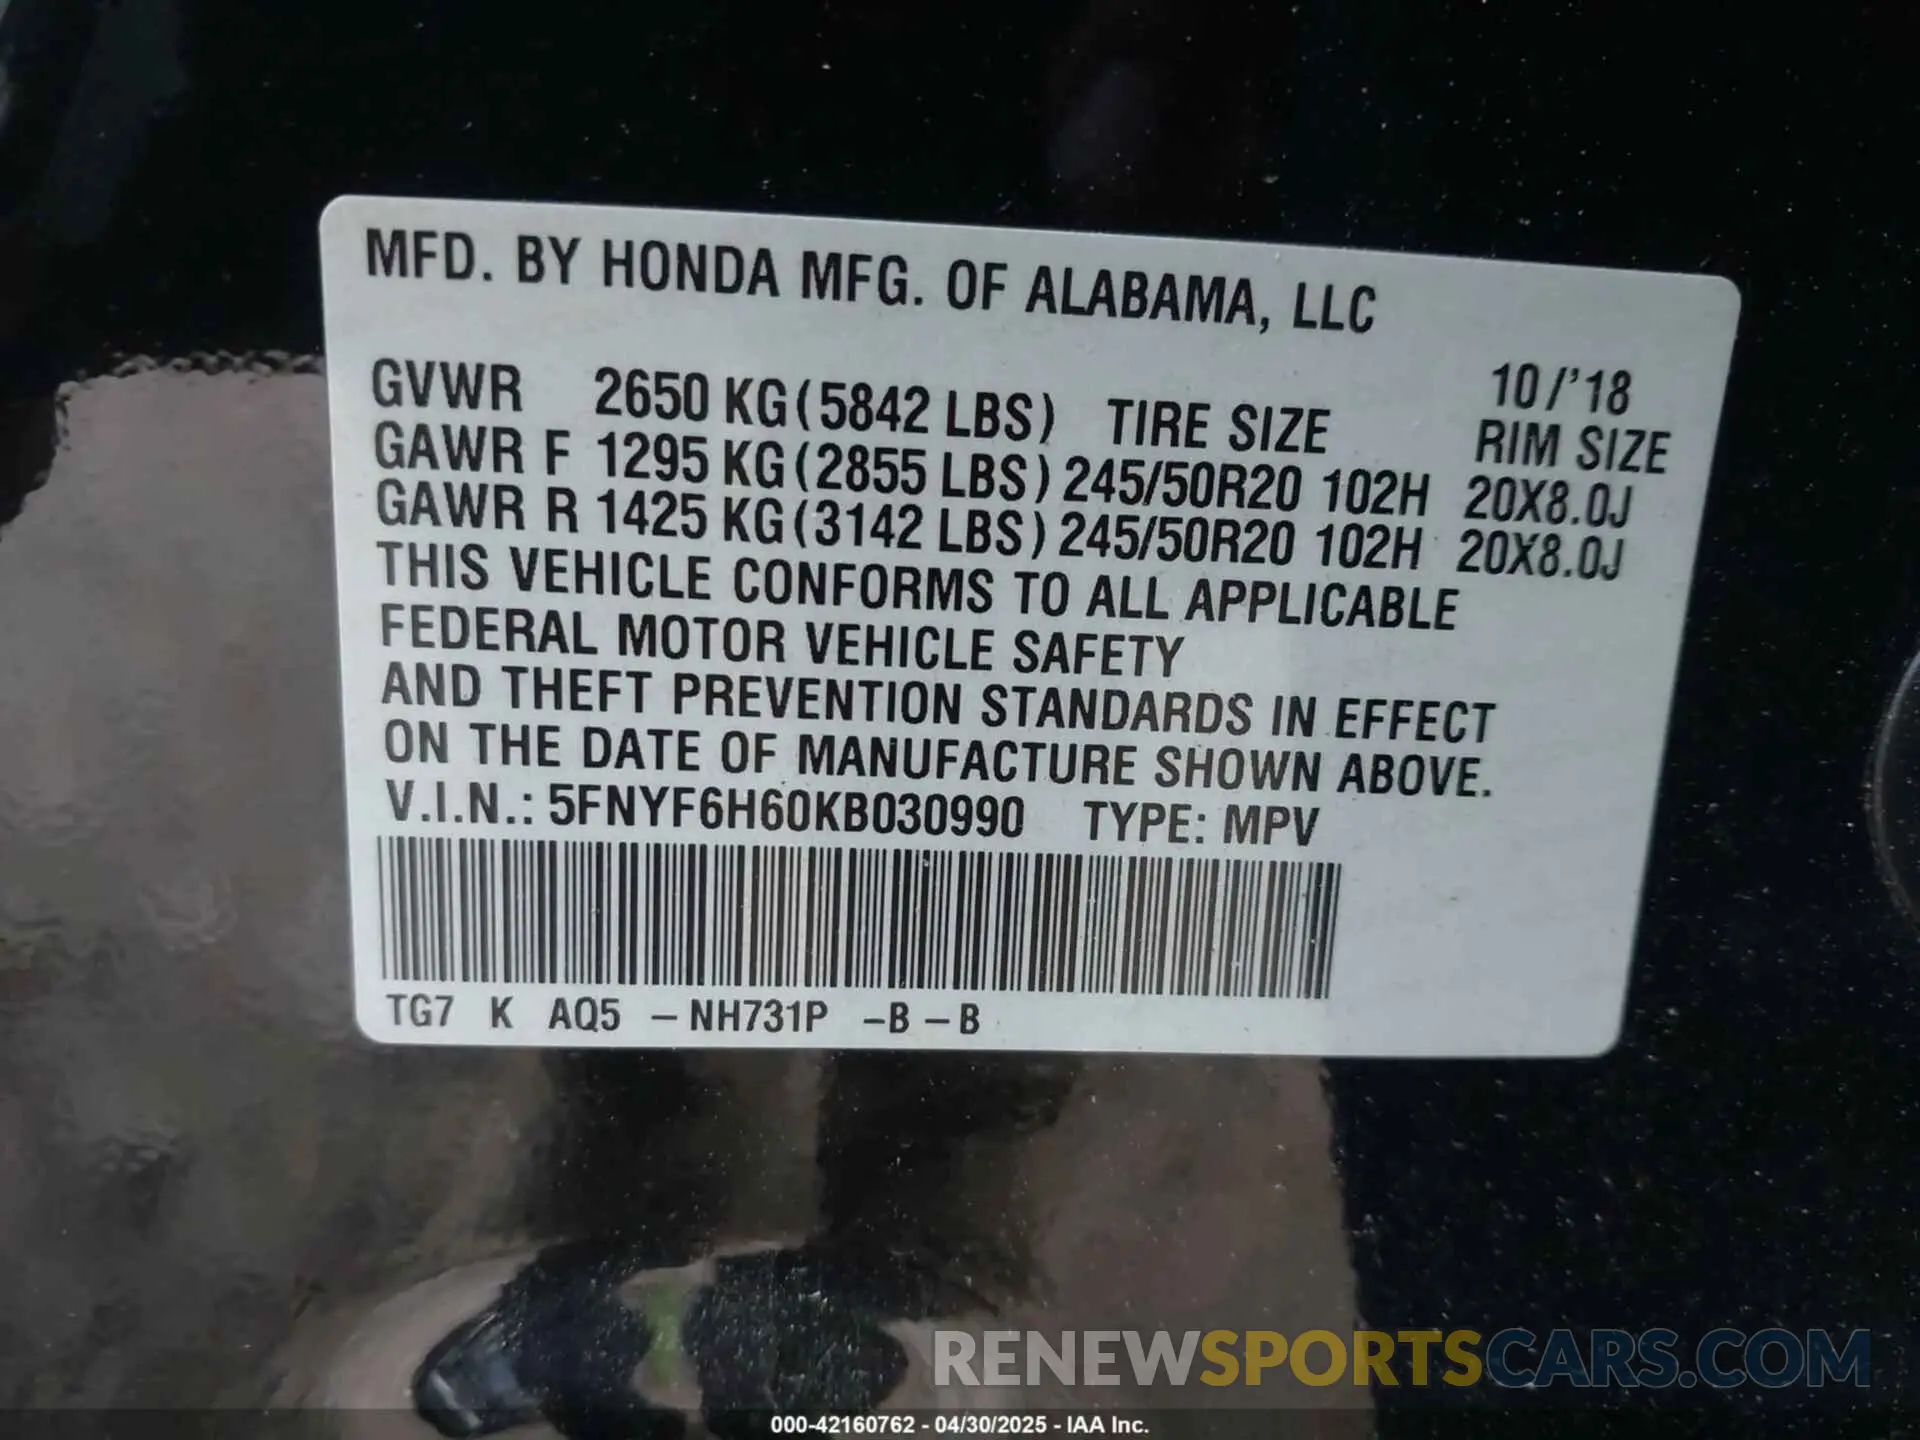 MFD. BY HONDA MFG. OF ALABAMA, LLC
10/'18
GVWR 2650 KG(5842 LBS) TIRE SIZE RIM SIZE
GAWR F 1295 KG(2855 LBS) 245/50R20 102H 20X8.0J
GAWR R 1425 KG(3142 LBS) 245/50R20 102H 20X8.0J
THIS VEHICLE CONFORMS TO ALL APPLICABLE
FEDERAL MOTOR VEHICLE SAFETY
AND THEFT PREVENTION STANDARDS IN EFFECT
ON THE DATE OF MANUFACTURE SHOWN ABOVE.
V.I.N.: 5FNYF6H60KB030990 TYPE: MPV
TG7 K AQ5 –NH731P –B–B
RENEWSPORTSCARS.COM
000-42160762 - 04/30/2025 - IAA Inc.